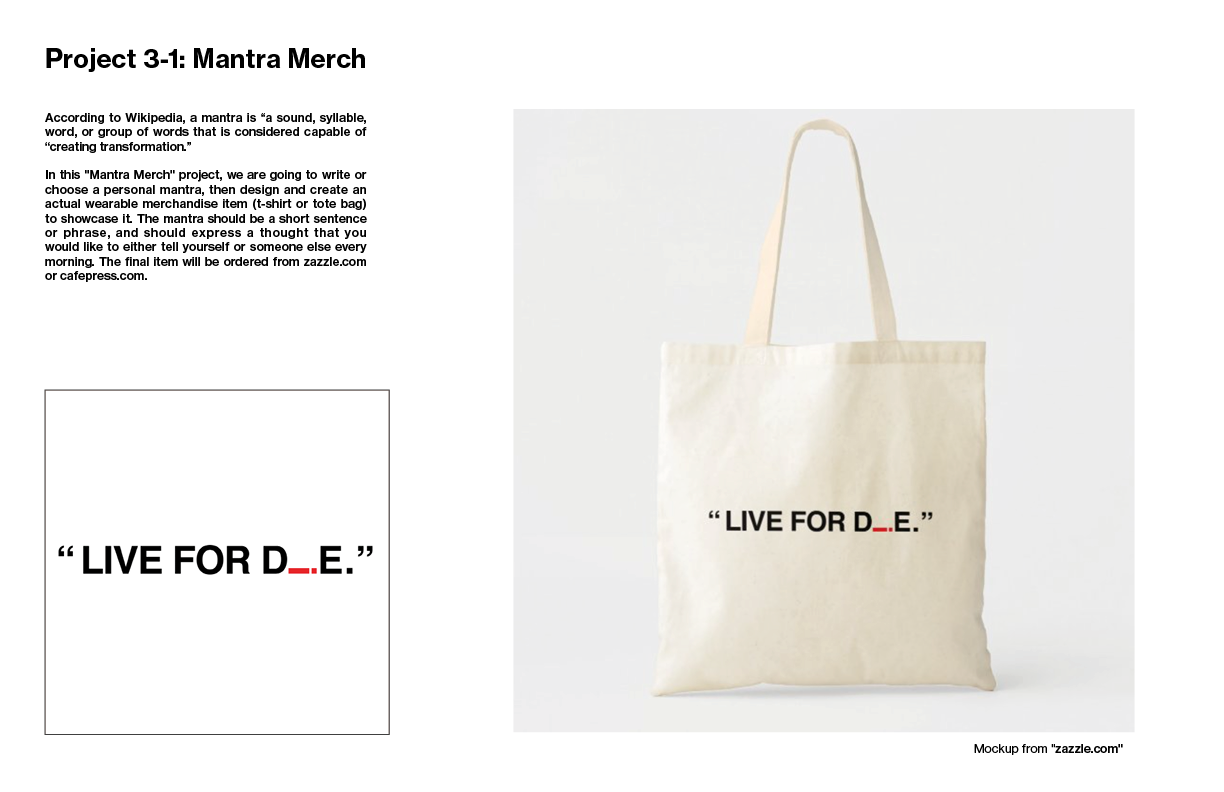 Project 3-1: Mantra Merch
According to Wikipedia, a mantra is “a sound, syllable,
word, or group of words that is considered capable of
“creating transformation.”
In this "Mantra Merch" project, we are going to write or
choose a personal mantra, then design and create an
actual wearable merchandise item (t-shirt or tote bag)
to showcase it. The mantra should be a short sentence
or phrase, and should express a thought that you
would like to either tell yourself or someone else every
morning. The final item will be ordered from zazzle.com
or cafepress.com.
“ LIVE FOR D_.E.”
“ LIVE FOR D_.E.”
Mockup from "zazzle.com"